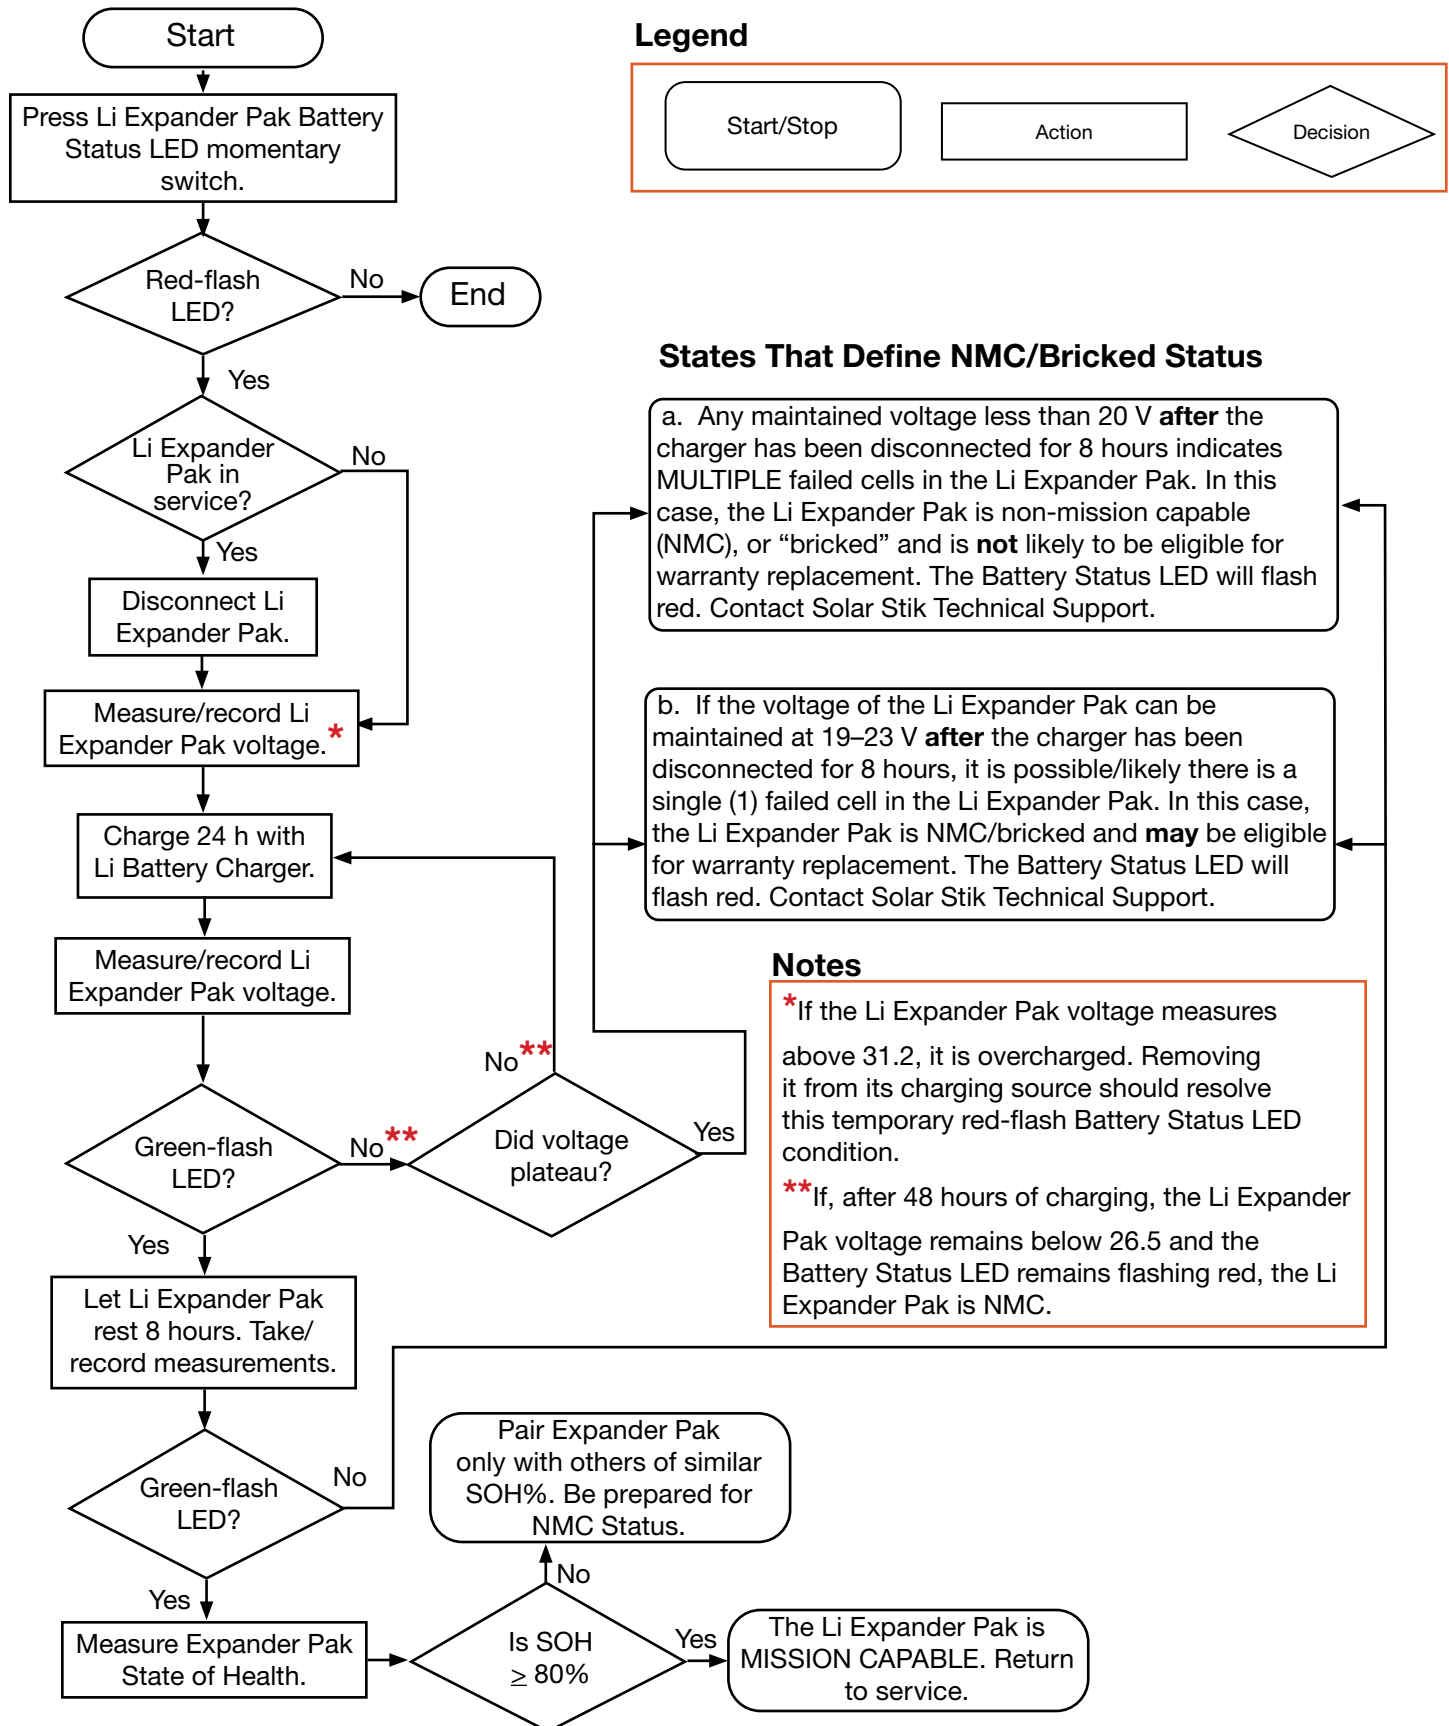 Start
Press Li Expander Pak Battery
Status LED momentary
switch.
Red-flash
LED?
No
End
Yes
Li Expander
Pak in
service?
No
Yes
Disconnect Li
Expander Pak.
Measure/record Li
Expander Pak voltage.*
Charge 24 h with
Li Battery Charger.
Measure/record Li
Expander Pak voltage.
Green-flash
LED?
No**
Did voltage
plateau?
No**
Yes
Yes
Let Li Expander Pak
rest 8 hours. Take/
record measurements.
Green-flash
LED?
No
Yes
Measure Expander Pak
State of Health.
Is SOH
≥ 80%
No
Pair Expander Pak
only with others of similar
SOH%. Be prepared for
NMC Status.
Yes
The Li Expander Pak is
MISSION CAPABLE. Return
to service.
Legend
Start/Stop
Action
Decision
States That Define NMC/Bricked Status
a. Any maintained voltage less than 20 V after the
charger has been disconnected for 8 hours indicates
MULTIPLE failed cells in the Li Expander Pak. In this
case, the Li Expander Pak is non-mission capable
(NMC), or “bricked” and is not likely to be eligible for
warranty replacement. The Battery Status LED will flash
red. Contact Solar Stik Technical Support.
b. If the voltage of the Li Expander Pak can be
maintained at 19–23 V after the charger has been
disconnected for 8 hours, it is possible/likely there is a
single (1) failed cell in the Li Expander Pak. In this case,
the Li Expander Pak is NMC/bricked and may be eligible
for warranty replacement. The Battery Status LED will
flash red. Contact Solar Stik Technical Support.
Notes
*If the Li Expander Pak voltage measures
above 31.2, it is overcharged. Removing
it from its charging source should resolve
this temporary red-flash Battery Status LED
condition.
**If, after 48 hours of charging, the Li Expander
Pak voltage remains below 26.5 and the
Battery Status LED remains flashing red, the Li
Expander Pak is NMC.